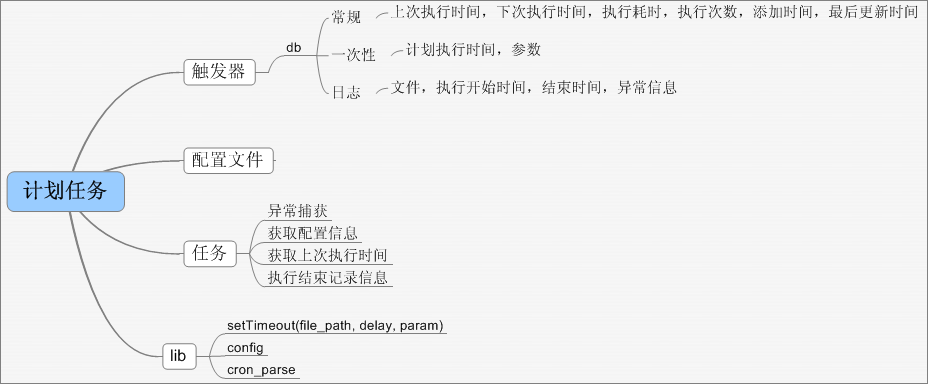 计划任务
触发器
db
常规
上次执行时间，下次执行时间，执行耗时，执行次数，添加时间，最后更新时间
一次性
计划执行时间，参数
日志
文件，执行开始时间，结束时间，异常信息
配置文件
任务
异常捕获
获取配置信息
获取上次执行时间
执行结束记录信息
lib
setTimeout(file_path, delay, param)
config
cron_parse